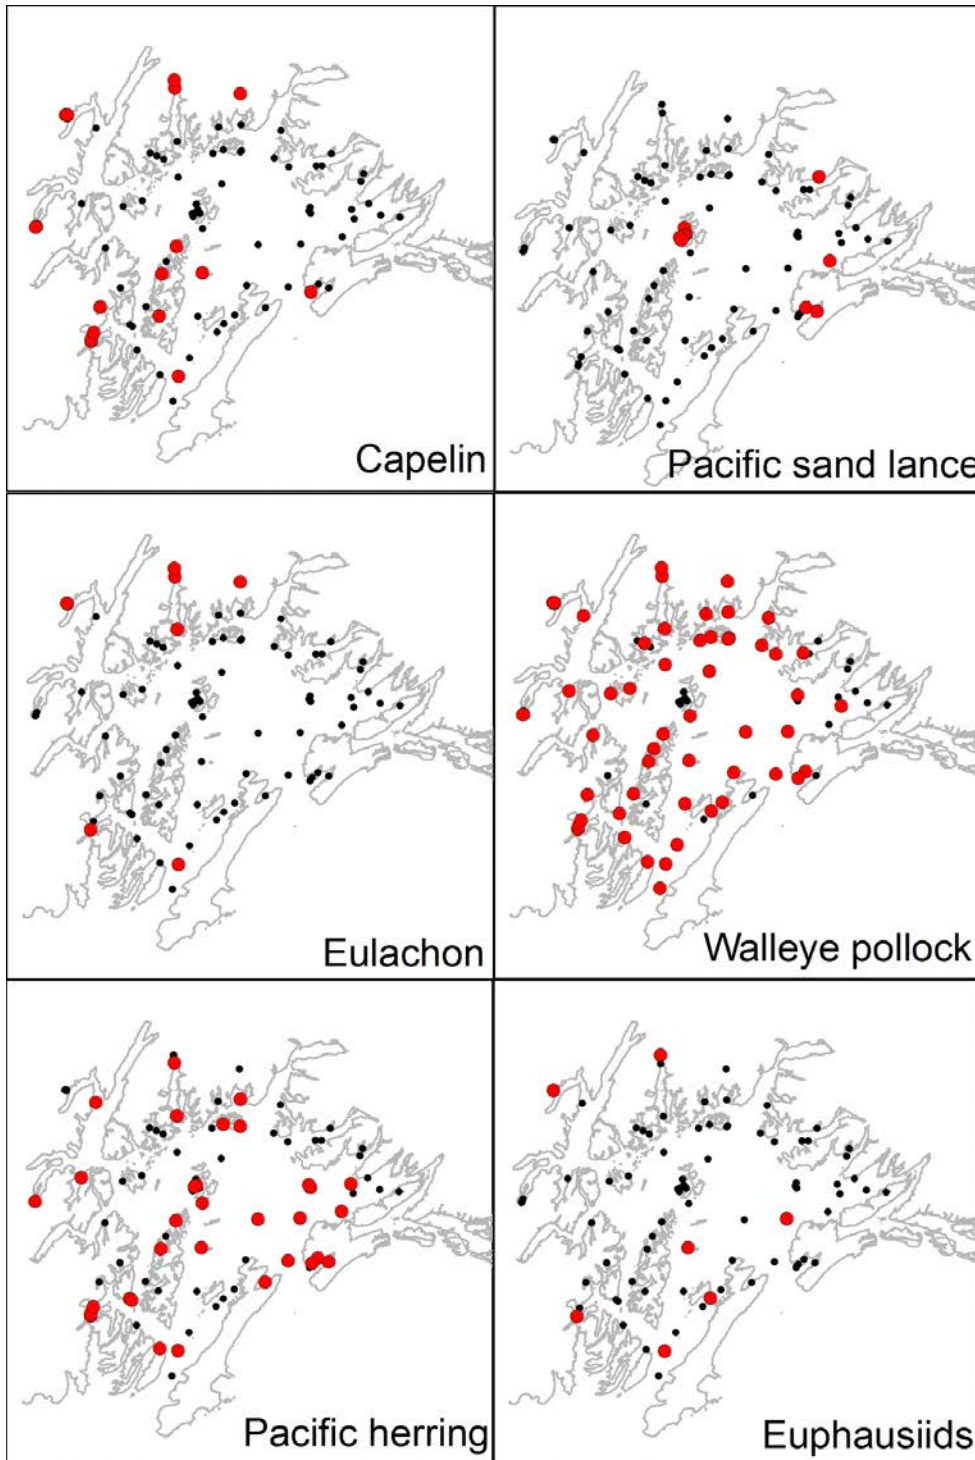 Capelin
Pacific sand lance
Eulachon
Walleye pollock
Pacific herring
Euphausiids